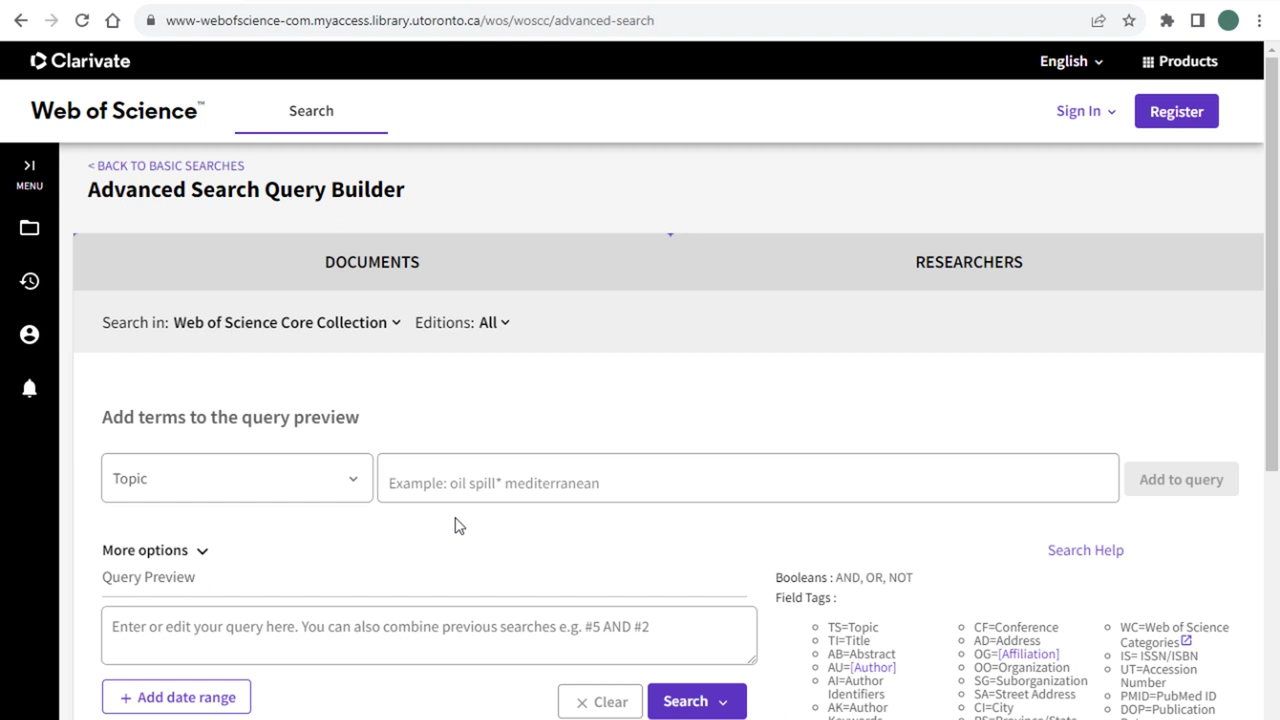 www-webofscience-com.myaccess.library.utoronto.ca/wos/woscc/advanced-search
Clarivate
English
Products
Web of Science™
Search
Sign In
Register
MENU
< BACK TO BASIC SEARCHES
Advanced Search Query Builder
DOCUMENTS
RESEARCHERS
Search in: Web of Science Core Collection
Editions: All
Add terms to the query preview
Topic
Example: oil spill* mediterranean
Add to query
More options
Search Help
Query Preview
Enter or edit your query here. You can also combine previous searches e.g. #5 AND #2
+ Add date range
× Clear
Search
Booleans : AND, OR, NOT
Field Tags :
TS=Topic
TI=Title
AB=Abstract
AU=[Author]
AI=Author
Identifiers
AK=Author
CF=Conference
AD=Address
OG=[Affiliation]
OO=Organization
SG=Suborganization
SA=Street Address
CI=City
WC=Web of Science
Categories
IS= ISSN/ISBN
UT=Accession
Number
PMID=PubMed ID
DOP=Publication